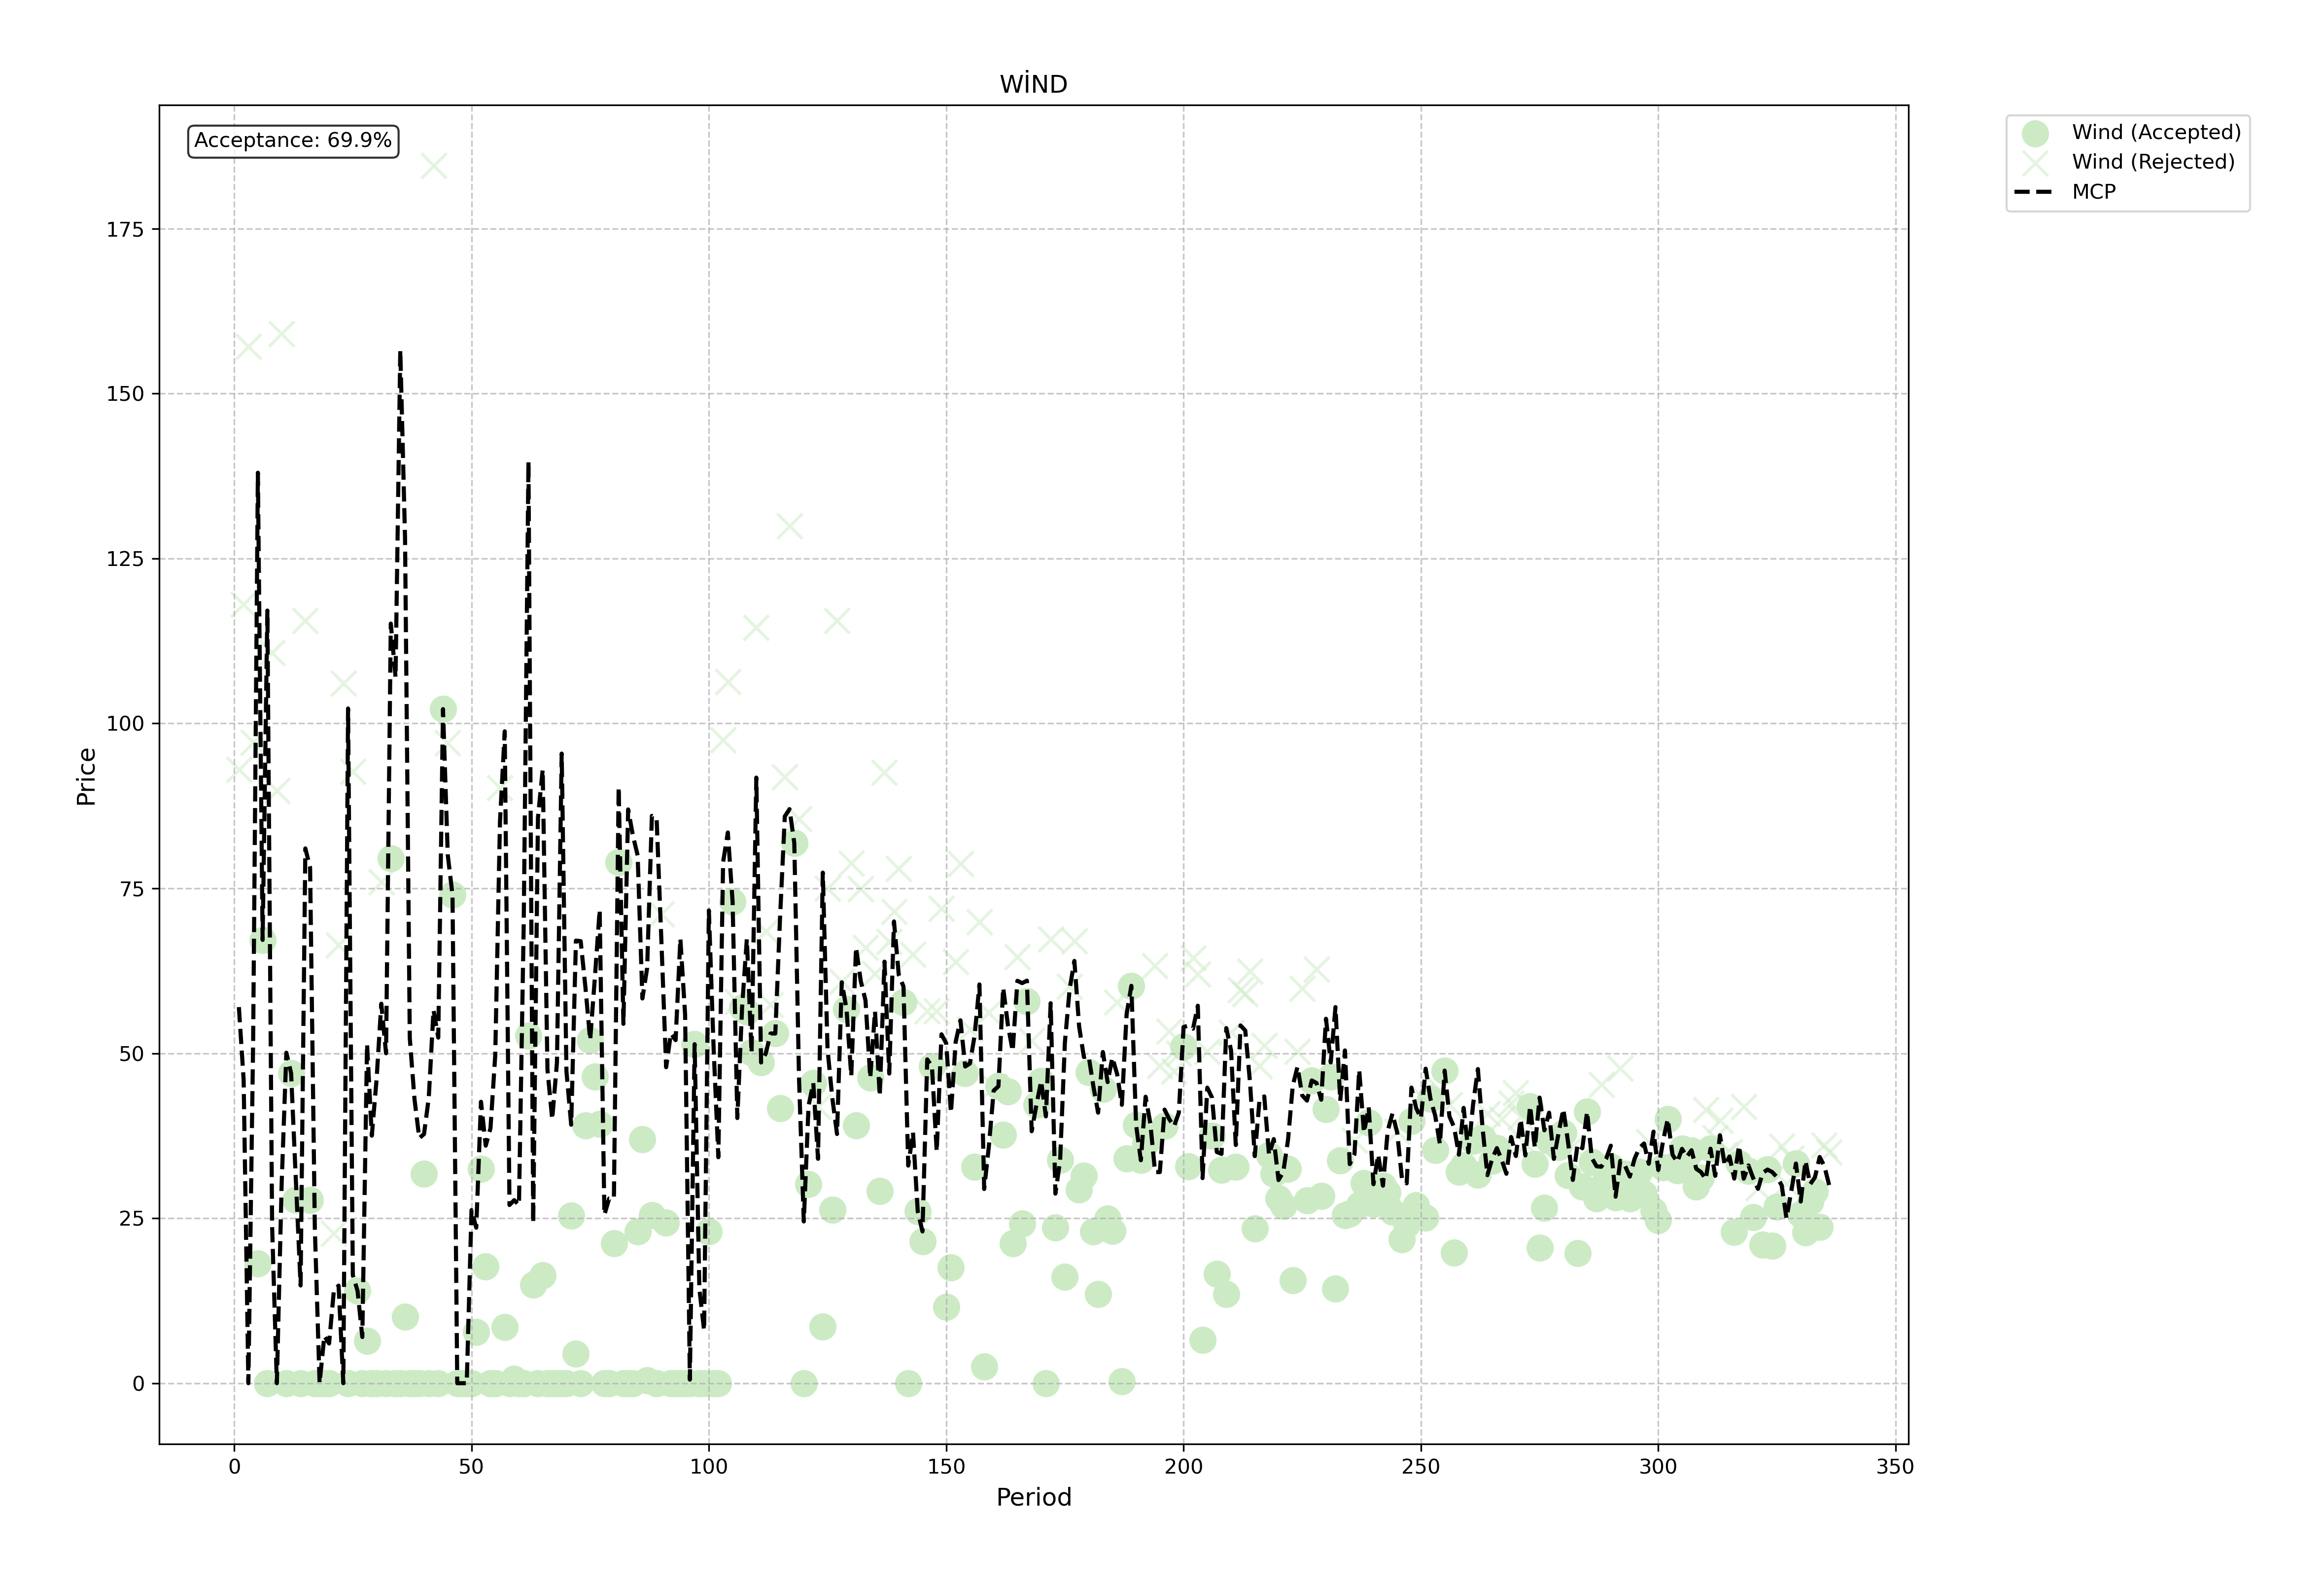 WİND
Acceptance: 69.9%
Wind (Accepted)
Wind (Rejected)
MCP
Price
175
150
125
100
75
50
25
0
0 50 100 150 200 250 300 350
Period